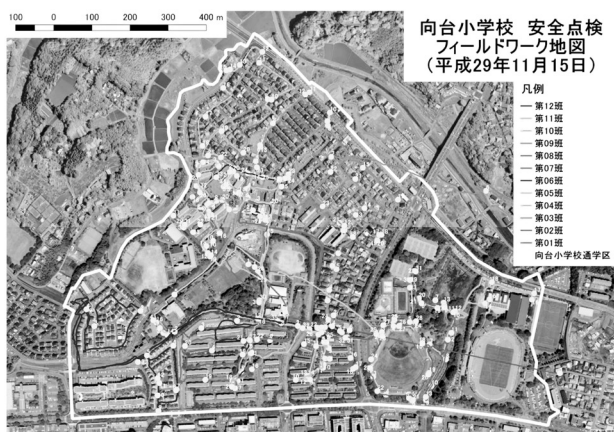 100 0 100 200 300 400 m
向台小学校 安全点検
フィールドワーク地図
(平成29年11月15日)
凡例
第12班
第11班
第10班
第09班
第08班
第07班
第06班
第05班
第04班
第03班
第02班
第01班
向台小学校通学区